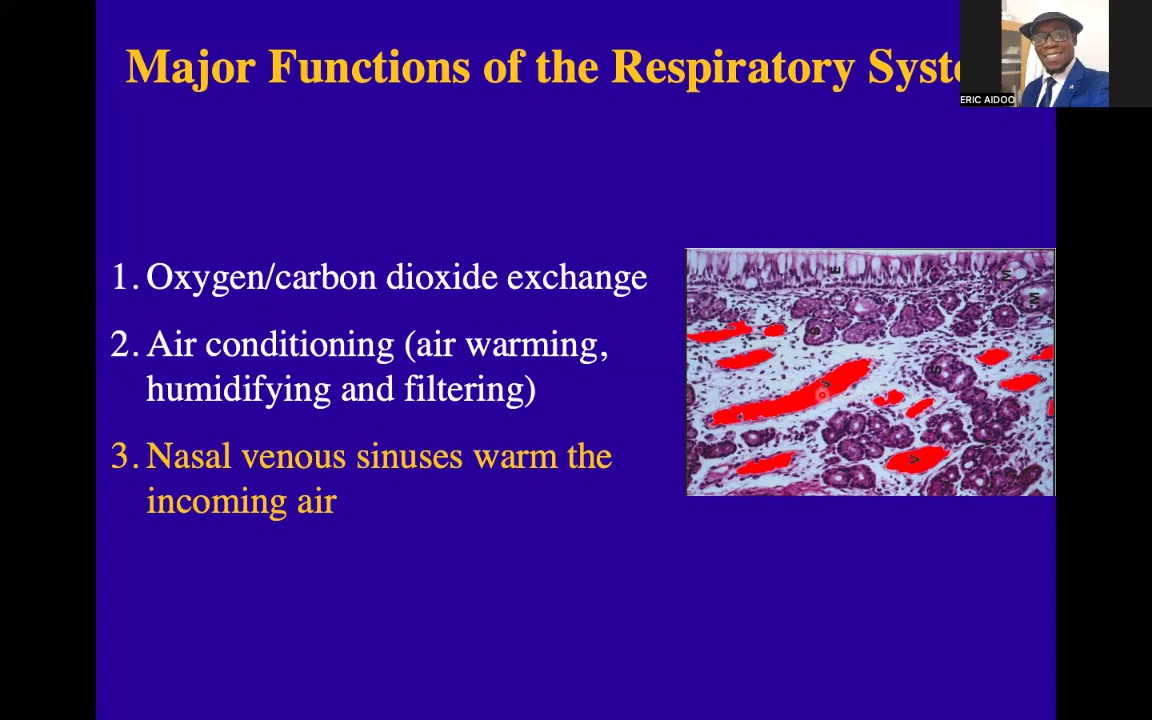 Major Functions of the Respiratory Syste
ERIC AIDOO
1. Oxygen/carbon dioxide exchange
2. Air conditioning (air warming,
humidifying and filtering)
3. Nasal venous sinuses warm the
incoming air
E
M
M
G
S
V
V